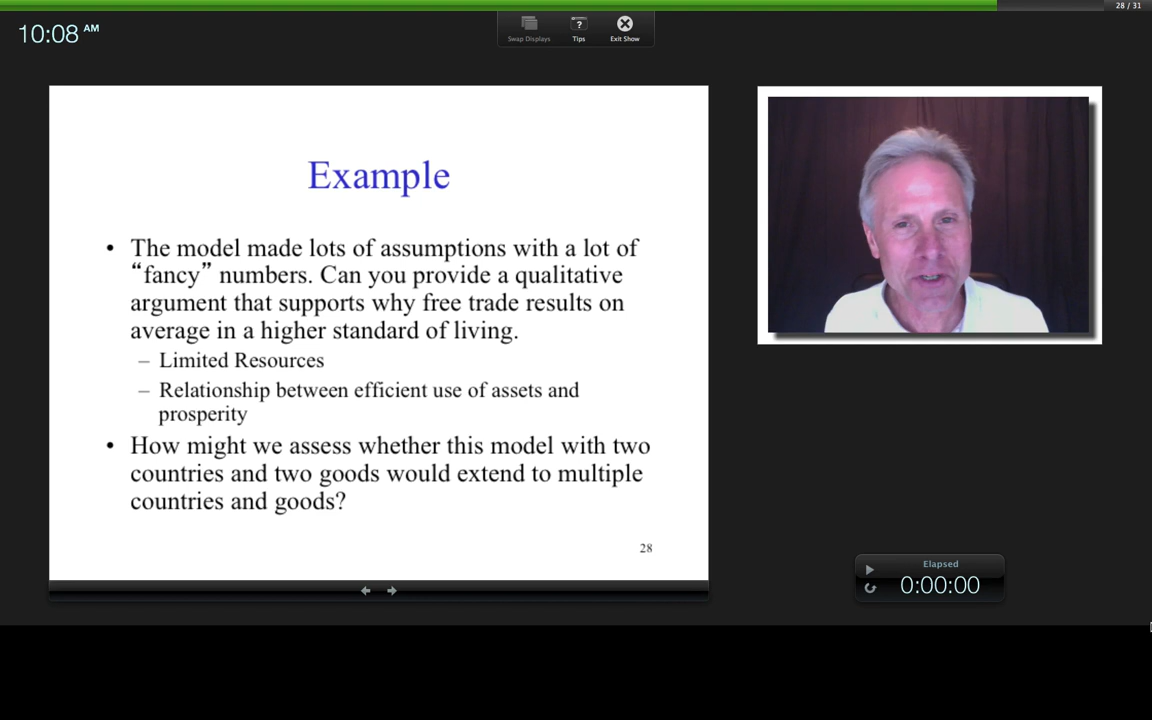 28 / 31
10:08 AM
Swap Displays
?
Tips
Exit Show
Example
• The model made lots of assumptions with a lot of
“fancy” numbers. Can you provide a qualitative
argument that supports why free trade results on
average in a higher standard of living.
– Limited Resources
– Relationship between efficient use of assets and
prosperity
• How might we assess whether this model with two
countries and two goods would extend to multiple
countries and goods?
28
Elapsed
0:00:00